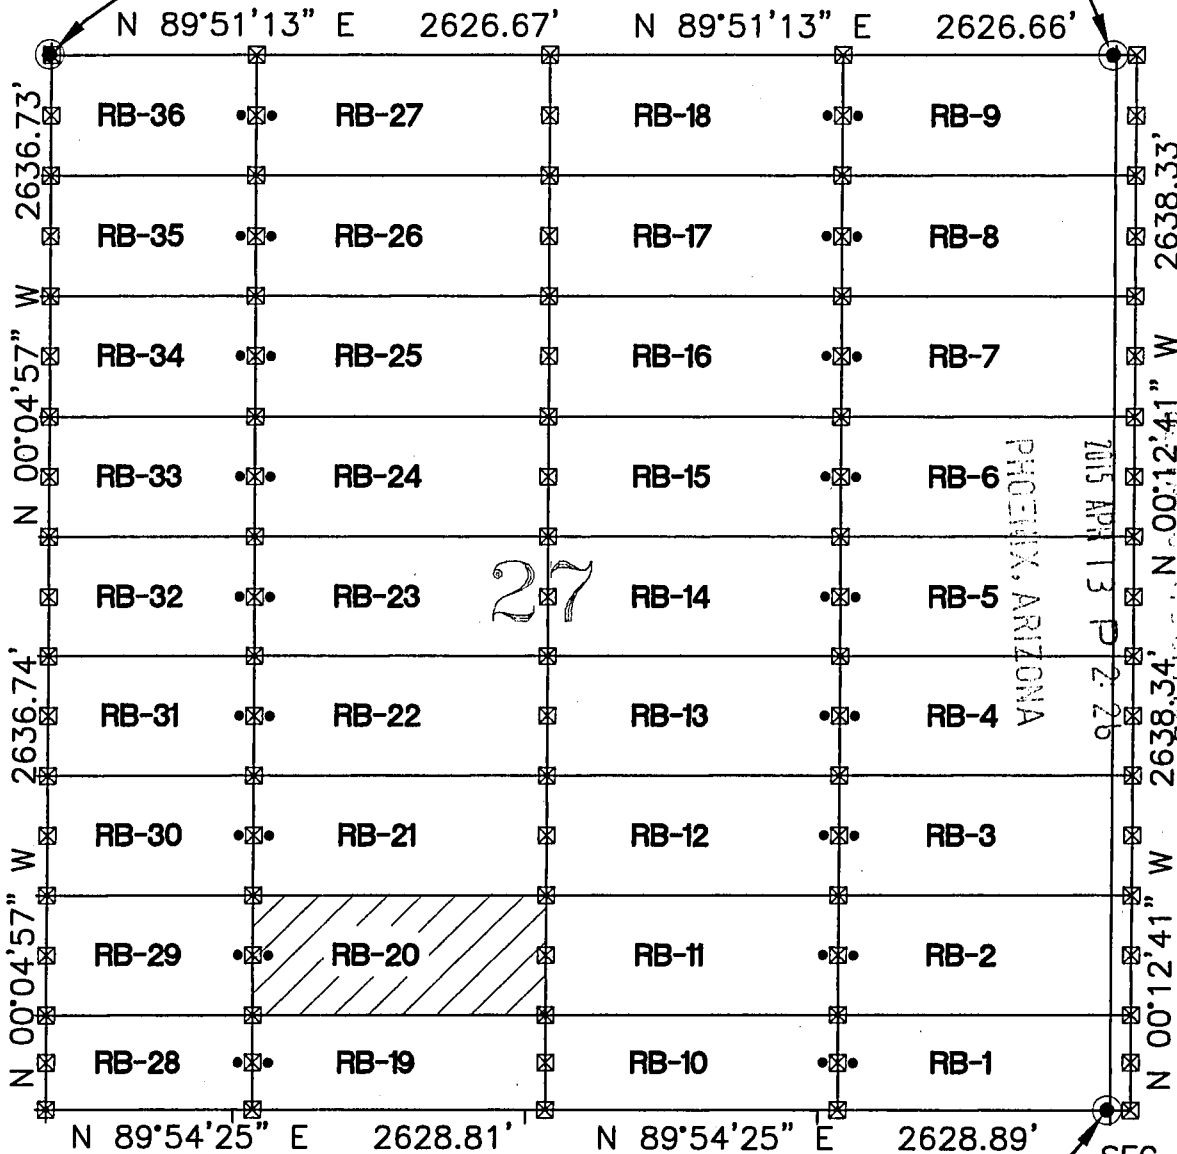 N 89°51'13" E 2626.67' N 89°51'13" E 2626.66'
N 00°04'57" W 2636.73'
N 00°12'41" W 2638.33'
RB-36 RB-27 RB-18 RB-9
RB-35 RB-26 RB-17 RB-8
RB-34 RB-25 RB-16 RB-7
RB-33 RB-24 RB-15 RB-6
PHOENIX, ARIZONA
2015 APR 13 P 2:26
27
RB-32 RB-23 RB-14 RB-5
RB-31 RB-22 RB-13 RB-4
N 00°04'57" W 2636.74'
N 00°12'41" W 2638.34'
RB-30 RB-21 RB-12 RB-3
RB-29 RB-20 RB-11 RB-2
RB-28 RB-19 RB-10 RB-1
N 89°54'25" E 2628.81' N 89°54'25" E 2628.89'